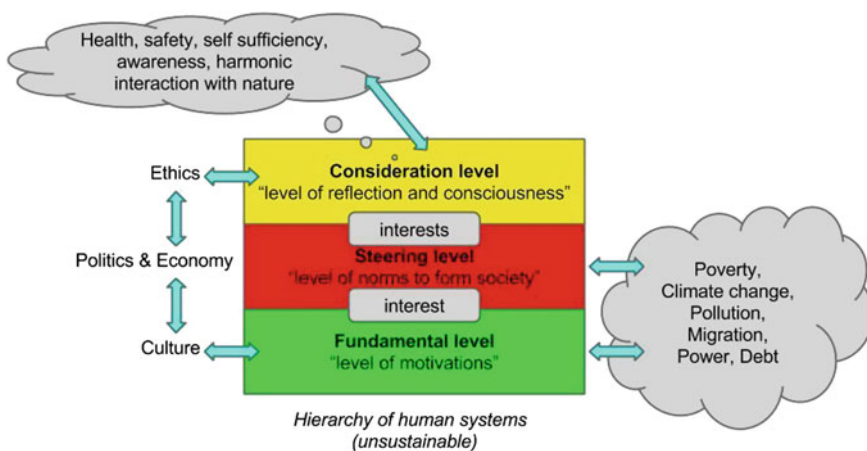 Health, safety, self sufficiency,
awareness, harmonic
interaction with nature
Ethics
Consideration level
“level of reflection and consciousness”
interests
Politics & Economy
Steering level
“level of norms to form society”
interest
Culture
Fundamental level
“level of motivations”
Poverty,
Climate change,
Pollution,
Migration,
Power, Debt
Hierarchy of human systems
(unsustainable)